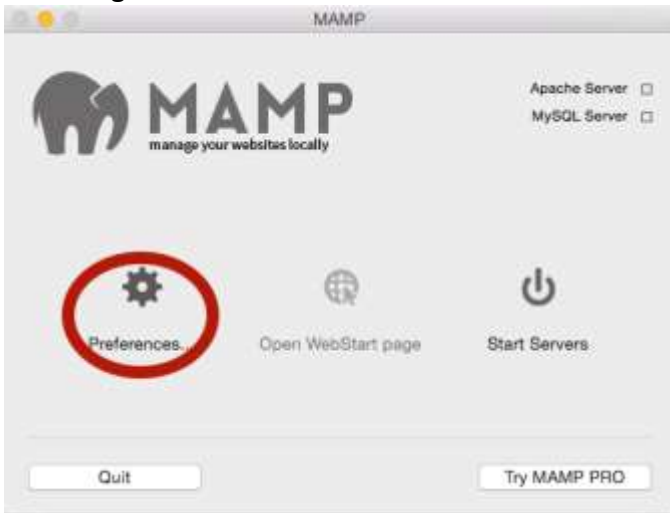 MAMP
MAMP
manage your websites locally
Apache Server
MySQL Server
Preferences...
Open WebStart page
Start Servers
Quit
Try MAMP PRO